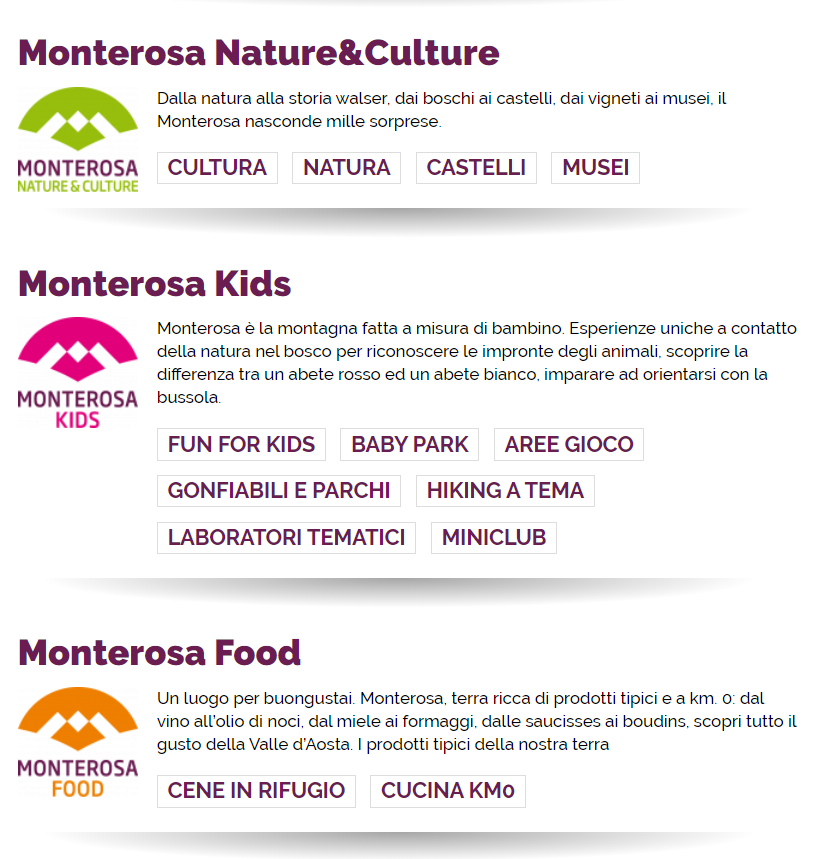 Monterosa Nature&Culture
Dalla natura alla storia walser, dai boschi ai castelli, dai vigneti ai musei, il
Monterosa nasconde mille sorprese.
MONTEROSA
NATURE & CULTURE
CULTURA NATURA CASTELLI MUSEI
Monterosa Kids
Monterosa è la montagna fatta a misura di bambino. Esperienze uniche a contatto
della natura nel bosco per riconoscere le impronte degli animali, scoprire la
differenza tra un abete rosso ed un abete bianco, imparare ad orientarsi con la
bussola.
MONTEROSA
KIDS
FUN FOR KIDS BABY PARK AREE GIOCO
GONFIABILI E PARCHI HIKING A TEMA
LABORATORI TEMATICI MINICLUB
Monterosa Food
Un luogo per buongustai. Monterosa, terra ricca di prodotti tipici e a km. 0: dal
vino all'olio di noci, dal miele ai formaggi, dalle saucisses ai boudins, scopri tutto il
gusto della Valle d'Aosta. I prodotti tipici della nostra terra
MONTEROSA
FOOD
CENE IN RIFUGIO CUCINA KM0